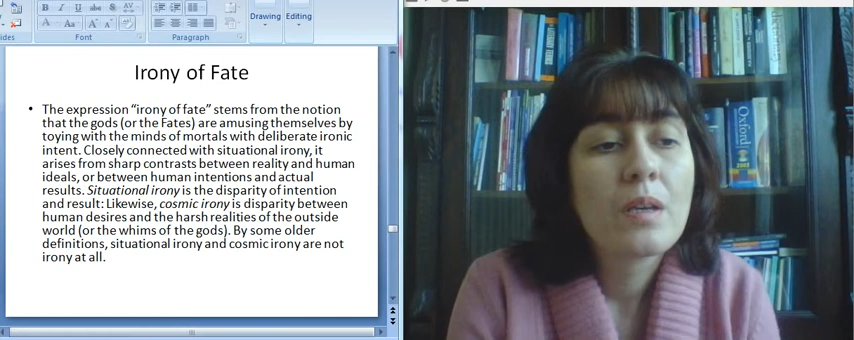 ides
B I U S abe AV
A Aa A A
Font
Paragraph
Drawing
Editing
Irony of Fate
• The expression “irony of fate” stems from the notion
that the gods (or the Fates) are amusing themselves by
toying with the minds of mortals with deliberate ironic
intent. Closely connected with situational irony, it
arises from sharp contrasts between reality and human
ideals, or between human intentions and actual
results. Situational irony is the disparity of intention
and result: Likewise, cosmic irony is disparity between
human desires and the harsh realities of the outside
world (or the whims of the gods). By some older
definitions, situational irony and cosmic irony are not
irony at all.
Oxford